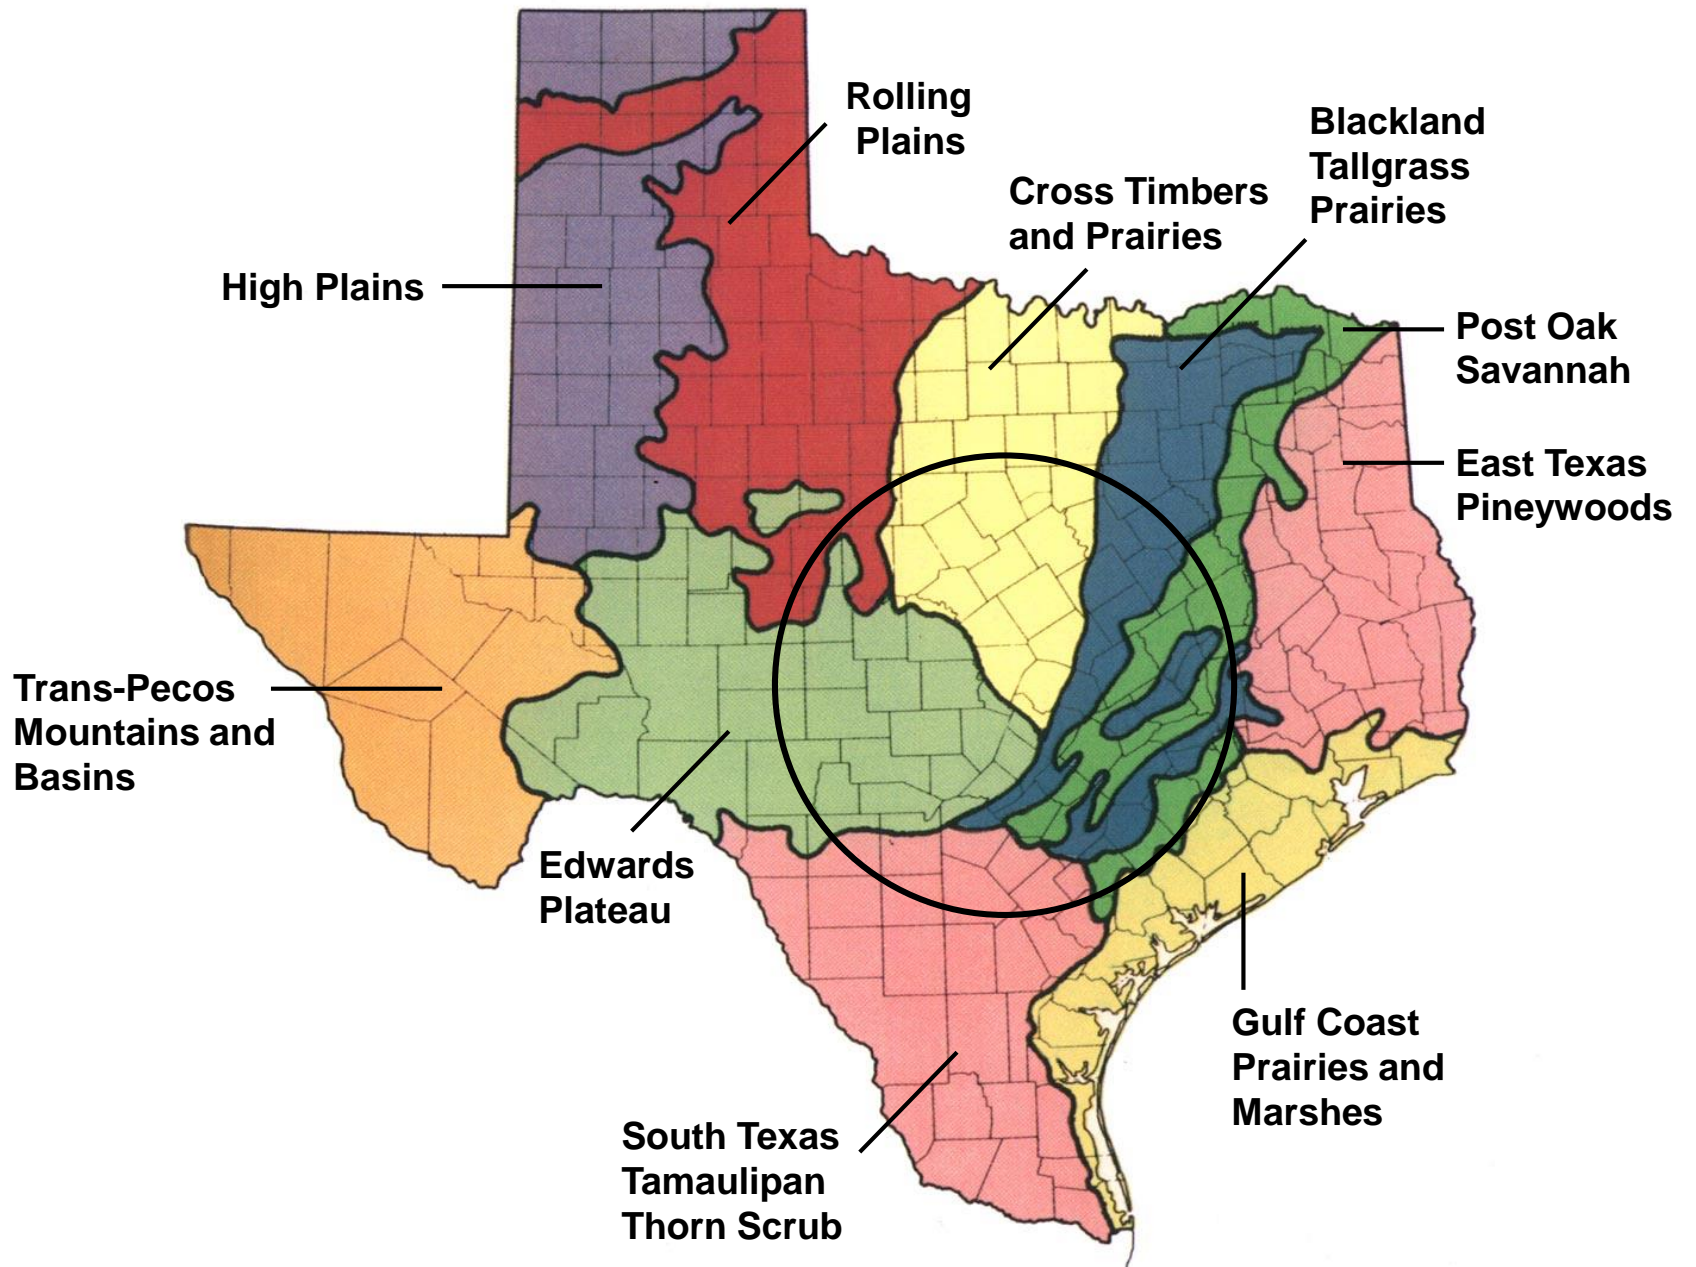 Rolling
Plains
Blackland
Tallgrass
Prairies
Cross Timbers
and Prairies
High Plains
Post Oak
Savannah
East Texas
Pineywoods
Trans-Pecos
Mountains and
Basins
Edwards
Plateau
Gulf Coast
Prairies and
Marshes
South Texas
Tamaulipan
Thorn Scrub